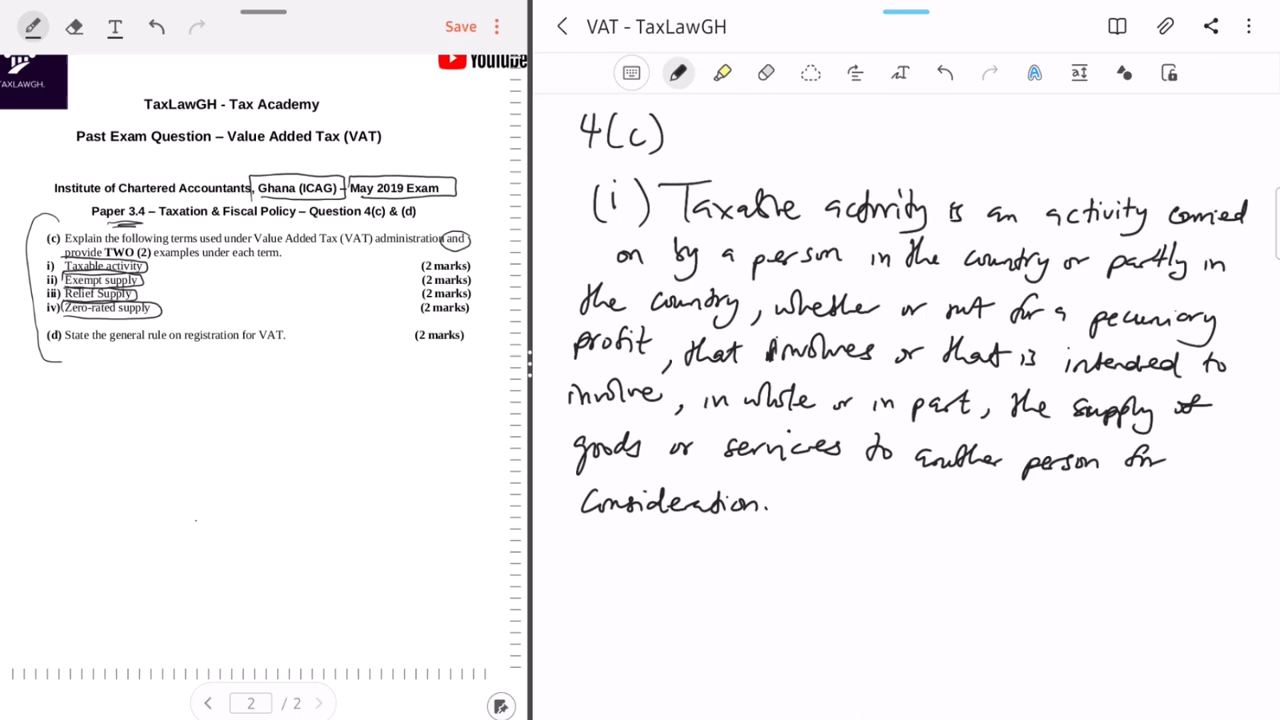 Save
VAT - TaxLawGH
TAXLAWGH.
YouTube
TaxLawGH - Tax Academy
Past Exam Question – Value Added Tax (VAT)
Institute of Chartered Accountants, Ghana (ICAG) – May 2019 Exam
Paper 3.4 – Taxation & Fiscal Policy – Question 4(c) & (d)
(c) Explain the following terms used under Value Added Tax (VAT) administration and
provide TWO (2) examples under each term.
i) Taxable activity (2 marks)
ii) Exempt supply (2 marks)
iii) Relief Supply (2 marks)
iv) Zero-rated supply (2 marks)
(d) State the general rule on registration for VAT. (2 marks)
2 / 2
4(c)
(i) Taxable activity is an activity carried
on by a person in the country or partly in
the country, whether or not for a pecuniary
profit, that involves or that is intended to
involve, in whole or in part, the supply of
goods or services to another person for
consideration.